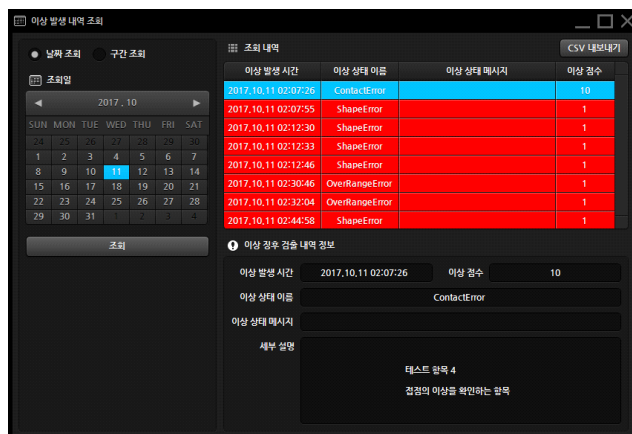 이상 발생 내역 조회
날짜 조회 구간 조회
조회일
2017 . 10
SUN MON TUE WED THU FRI SAT
24 25 26 27 28 29 30
1 2 3 4 5 6 7
8 9 10 11 12 13 14
15 16 17 18 19 20 21
22 23 24 25 26 27 28
29 30 31 1 2 3 4
조회
조회 내역
CSV 내보내기
이상 발생 시간 이상 상태 이름 이상 상태 메시지 이상 점수
2017.10.11 02:07:26 ContactError 10
2017.10.11 02:07:55 ShapeError 1
2017.10.11 02:12:30 ShapeError 1
2017.10.11 02:12:33 ShapeError 1
2017.10.11 02:12:46 ShapeError 1
2017.10.11 02:30:46 OverRangeError 1
2017.10.11 02:32:04 OverRangeError 1
2017.10.11 02:44:58 ShapeError 1
이상 징후 검출 내역 정보
이상 발생 시간 2017.10.11 02:07:26 이상 점수 10
이상 상태 이름 ContactError
이상 상태 메시지
세부 설명
테스트 항목 4
접점의 이상을 확인하는 항목